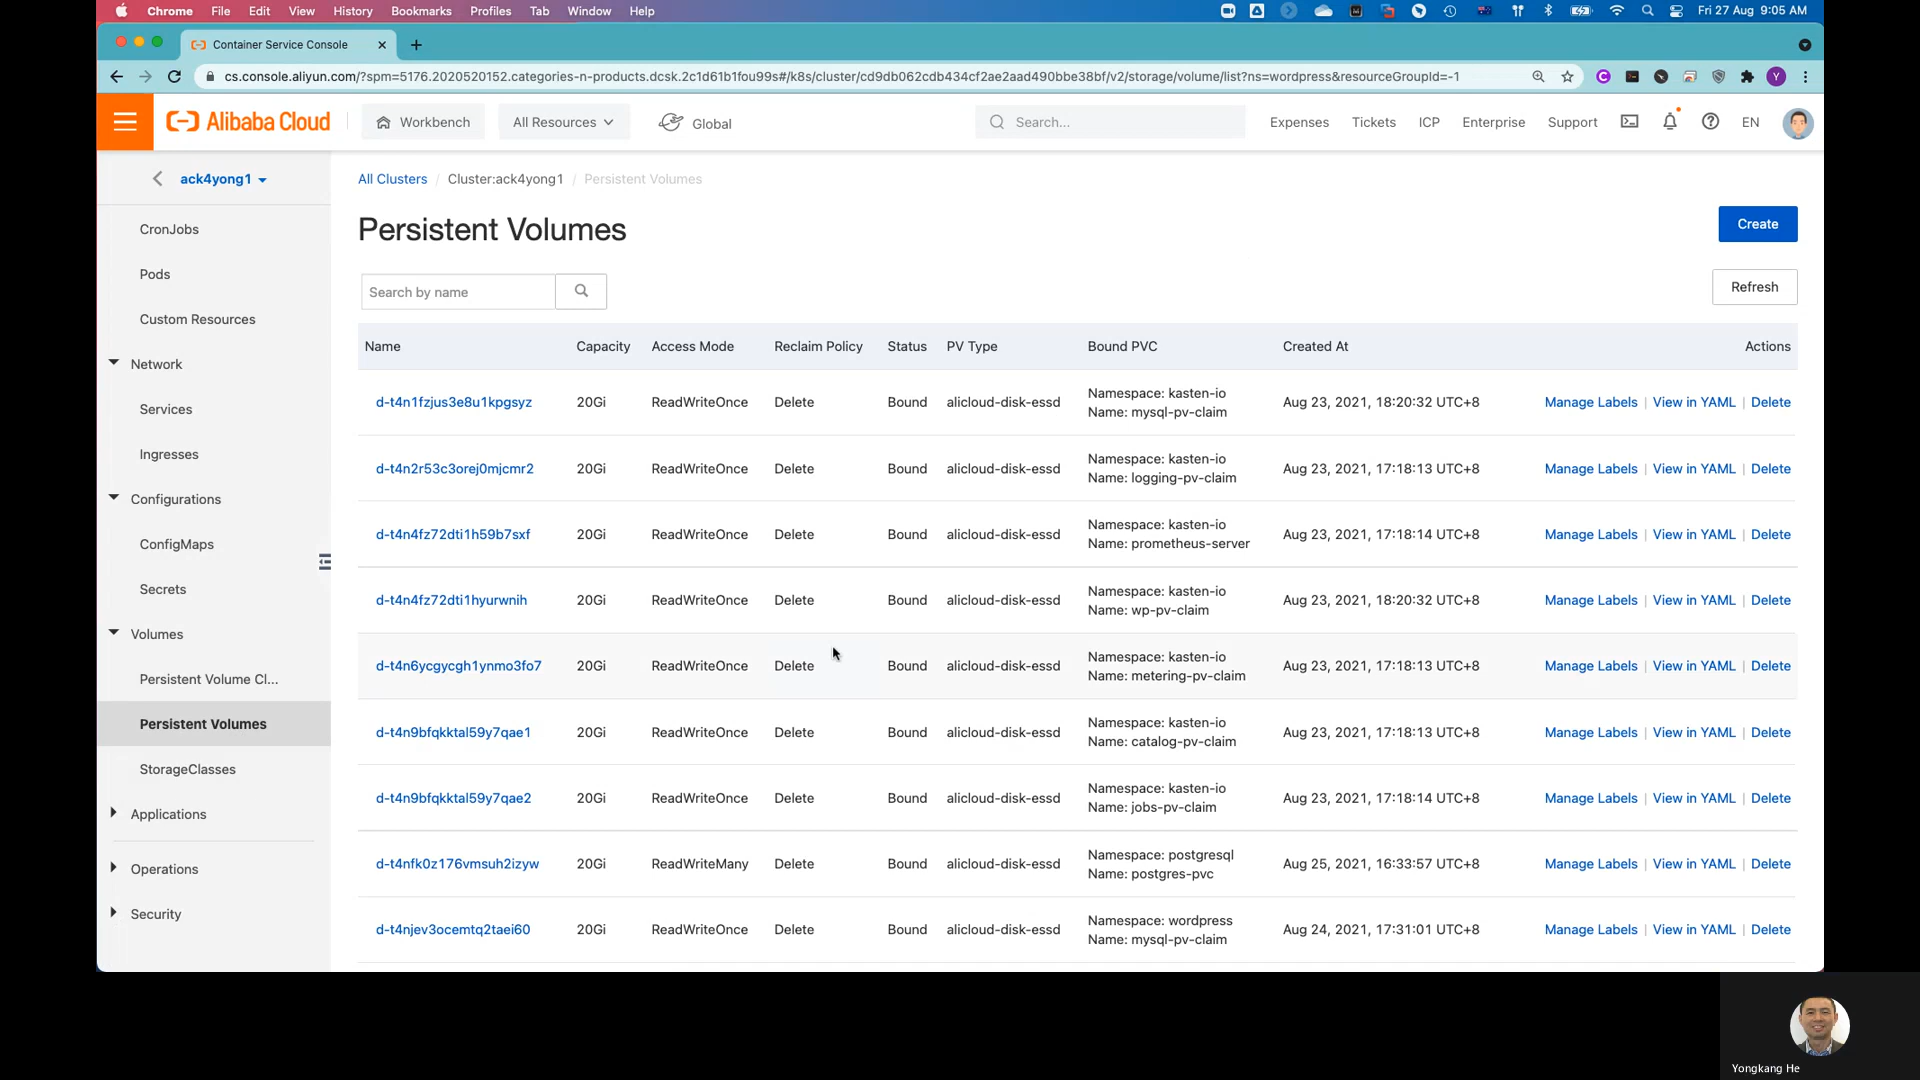 Chrome File Edit View History Bookmarks Profiles Tab Window Help Fri 27 Aug 9:05 AM
Container Service Console
cs.console.aliyun.com/?spm=5176.2020520152.categories-n-products.dcsk.2c1d61b1fou99s#/k8s/cluster/cd9db062cdb434cf2ae2aad490bbe38bf/v2/storage/volume/list?ns=wordpress&resourceGroupId=-1
Alibaba Cloud Workbench All Resources Global Search... Expenses Tickets ICP Enterprise Support EN
ack4yong1
CronJobs
Pods
Custom Resources
Network
Services
Ingresses
Configurations
ConfigMaps
Secrets
Volumes
Persistent Volume Cl...
Persistent Volumes
StorageClasses
Applications
Operations
Security
All Clusters / Cluster:ack4yong1 / Persistent Volumes
Persistent Volumes
Create
Search by name
Refresh
Name Capacity Access Mode Reclaim Policy Status PV Type Bound PVC Created At Actions
d-t4n1fzjus3e8u1kpgsyz 20Gi ReadWriteOnce Delete Bound alicloud-disk-essd Namespace: kasten-io Aug 23, 2021, 18:20:32 UTC+8 Manage Labels | View in YAML | Delete
Name: mysql-pv-claim
d-t4n2r53c3orej0mjcmr2 20Gi ReadWriteOnce Delete Bound alicloud-disk-essd Namespace: kasten-io Aug 23, 2021, 17:18:13 UTC+8 Manage Labels | View in YAML | Delete
Name: logging-pv-claim
d-t4n4fz72dti1h59b7sxf 20Gi ReadWriteOnce Delete Bound alicloud-disk-essd Namespace: kasten-io Aug 23, 2021, 17:18:14 UTC+8 Manage Labels | View in YAML | Delete
Name: prometheus-server
d-t4n4fz72dti1hyurwnih 20Gi ReadWriteOnce Delete Bound alicloud-disk-essd Namespace: kasten-io Aug 23, 2021, 18:20:32 UTC+8 Manage Labels | View in YAML | Delete
Name: wp-pv-claim
d-t4n6ycgycgh1ynmo3fo7 20Gi ReadWriteOnce Delete Bound alicloud-disk-essd Namespace: kasten-io Aug 23, 2021, 17:18:13 UTC+8 Manage Labels | View in YAML | Delete
Name: metering-pv-claim
d-t4n9bfqkktal59y7qae1 20Gi ReadWriteOnce Delete Bound alicloud-disk-essd Namespace: kasten-io Aug 23, 2021, 17:18:13 UTC+8 Manage Labels | View in YAML | Delete
Name: catalog-pv-claim
d-t4n9bfqkktal59y7qae2 20Gi ReadWriteOnce Delete Bound alicloud-disk-essd Namespace: kasten-io Aug 23, 2021, 17:18:14 UTC+8 Manage Labels | View in YAML | Delete
Name: jobs-pv-claim
d-t4nfk0z176vmsuh2izyw 20Gi ReadWriteMany Delete Bound alicloud-disk-essd Namespace: postgresql Aug 25, 2021, 16:33:57 UTC+8 Manage Labels | View in YAML | Delete
Name: postgres-pvc
d-t4njev3ocemtq2taei60 20Gi ReadWriteOnce Delete Bound alicloud-disk-essd Namespace: wordpress Aug 24, 2021, 17:31:01 UTC+8 Manage Labels | View in YAML | Delete
Name: mysql-pv-claim
Yongkang He